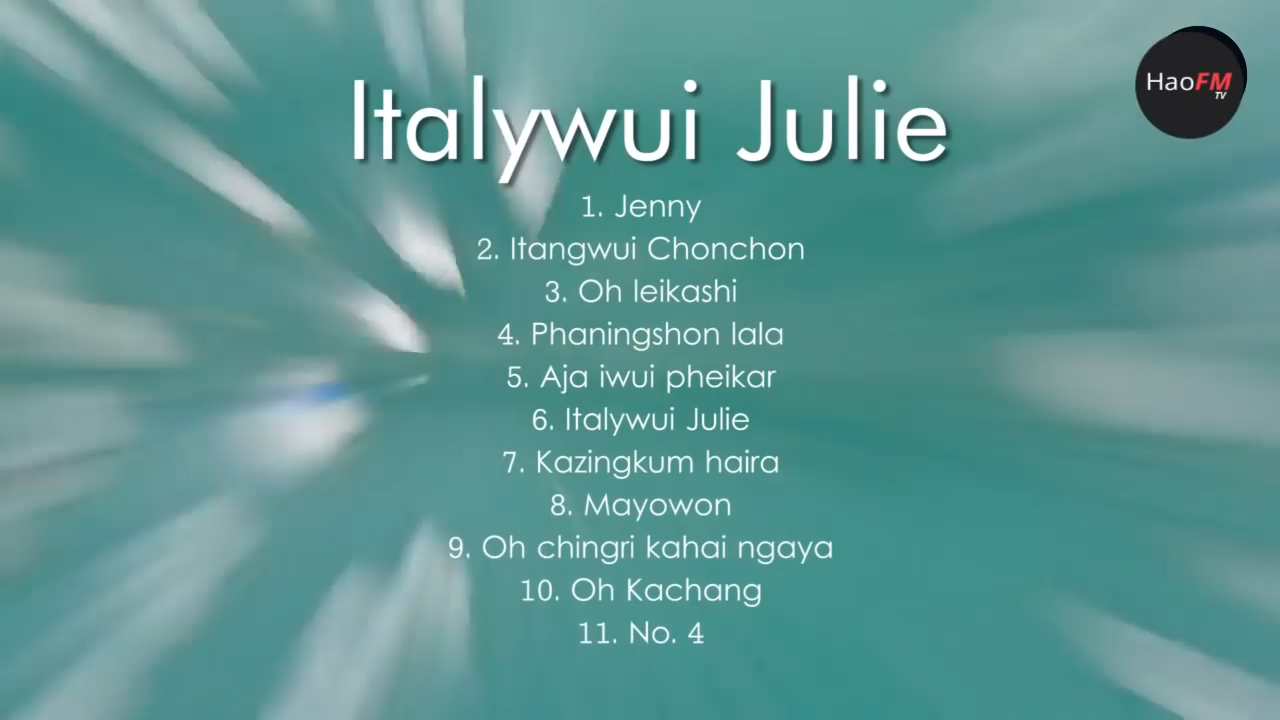 HaoFM
TV
Italywui Julie
1. Jenny
2. Itangwui Chonchon
3. Oh leikashi
4. Phaningshon lala
5. Aja iwui pheikar
6. Italywui Julie
7. Kazingkum haira
8. Mayowon
9. Oh chingri kahai ngaya
10. Oh Kachang
11. No. 4